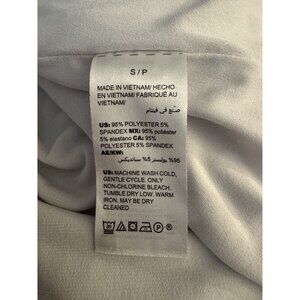 S / P
MADE IN VIETNAM/ HECHO
EN VIETNAM/ FABRIQUÉ AU
VIETNAM/
صنع في فيتنام
US: 95% POLYESTER 5%
SPANDEX MX: 95% poliéster
5% elastano CA: 95%
POLYESTER 5% SPANDEX
AE/KW:
95% بوليستر 5% سباندیکس
US: MACHINE WASH COLD,
GENTLE CYCLE. ONLY
NON-CHLORINE BLEACH.
TUMBLE DRY LOW. WARM
IRON. MAY BE DRY
CLEANED